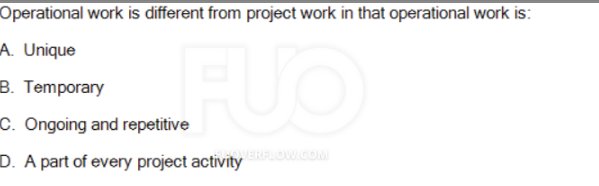 Operational work is different from project work in that operational work is:
A. Unique
B. Temporary
C. Ongoing and repetitive
D. A part of every project activity
FUO